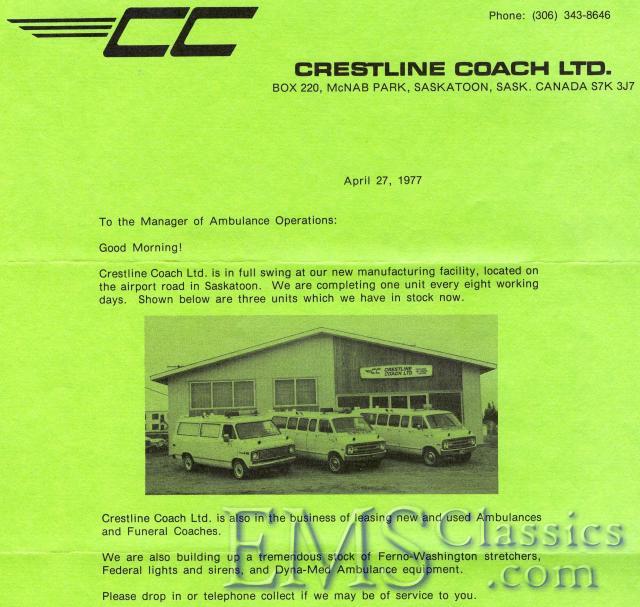 CC
Phone: (306) 343-8646
CRESTLINE COACH LTD.
BOX 220, McNAB PARK, SASKATOON, SASK. CANADA S7K 3J7
April 27, 1977
To the Manager of Ambulance Operations:
Good Morning!
Crestline Coach Ltd. is in full swing at our new manufacturing facility, located on
the airport road in Saskatoon. We are completing one unit every eight working
days. Shown below are three units which we have in stock now.
CC CRESTLINE
COACH LTD
Crestline Coach Ltd. is also in the business of leasing new and used Ambulances
and Funeral Coaches.
We are also building up a tremendous stock of Ferno-Washington stretchers,
Federal lights and sirens, and Dyna-Med Ambulance equipment.
Please drop in or telephone collect if we may be of service to you.
EMSClassics
.com